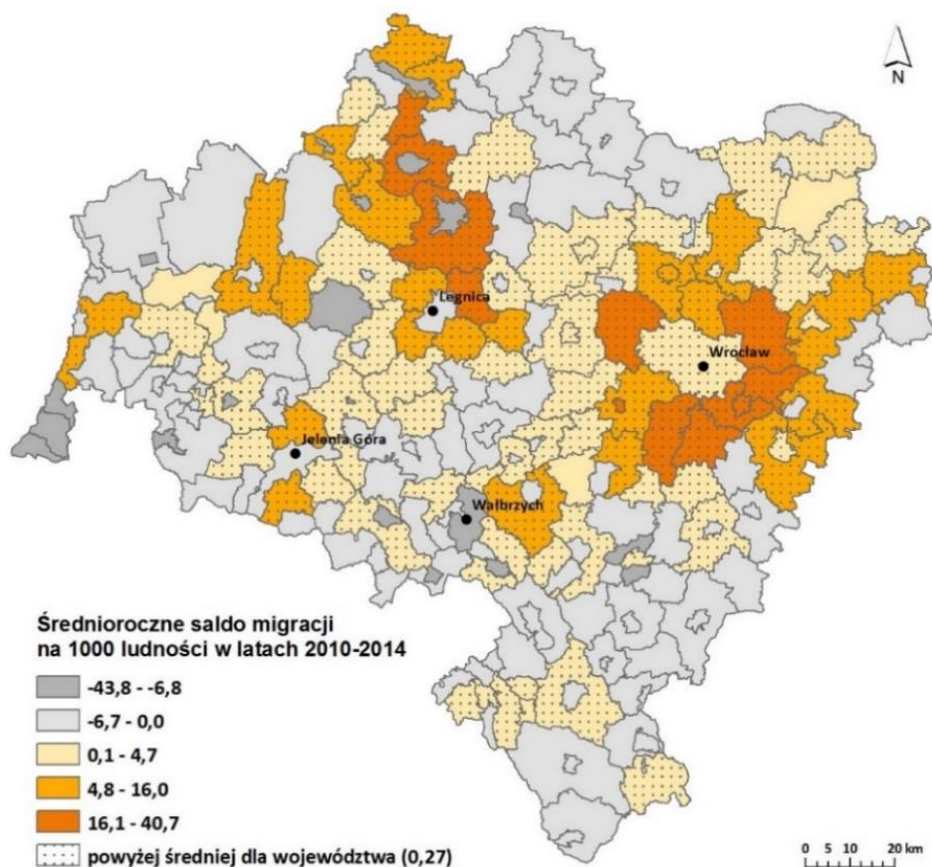 N
Legnica
Wrocław
Jelenia Góra
Wałbrzych
Średnioroczne saldo migracji
na 1000 ludności w latach 2010-2014
-43,8 - -6,8
-6,7 - 0,0
0,1 - 4,7
4,8 - 16,0
16,1 - 40,7
powyżej średniej dla województwa (0,27)
0 5 10 20 km